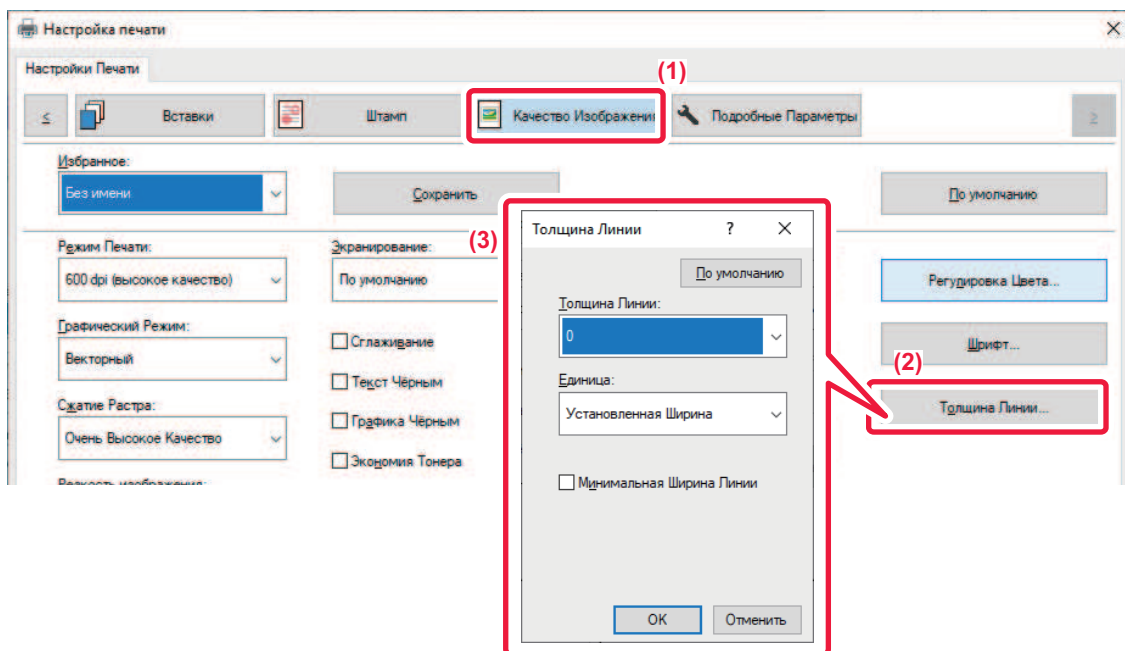 Настройка печати
Настройки Печати
(1)
≤ Вставки Штамп Качество Изображени Подробные Параметры ≥
Избранное:
Без имени
Сохранить
По умолчанию
(3)
Толщина Линии ? ×
По умолчанию
Толщина Линии:
0
Единица:
Установленная Ширина
Минимальная Ширина Линии
OK Отменить
Режим Печати:
600 dpi (высокое качество)
Графический Режим:
Векторный
Сжатие Растра:
Очень Высокое Качество
Резкость изображения:
Экранирование:
По умолчанию
Сглаживание
Текст Чёрным
Графика Чёрным
Экономия Тонера
Регулировка Цвета...
Шрифт...
(2)
Толщина Линии...